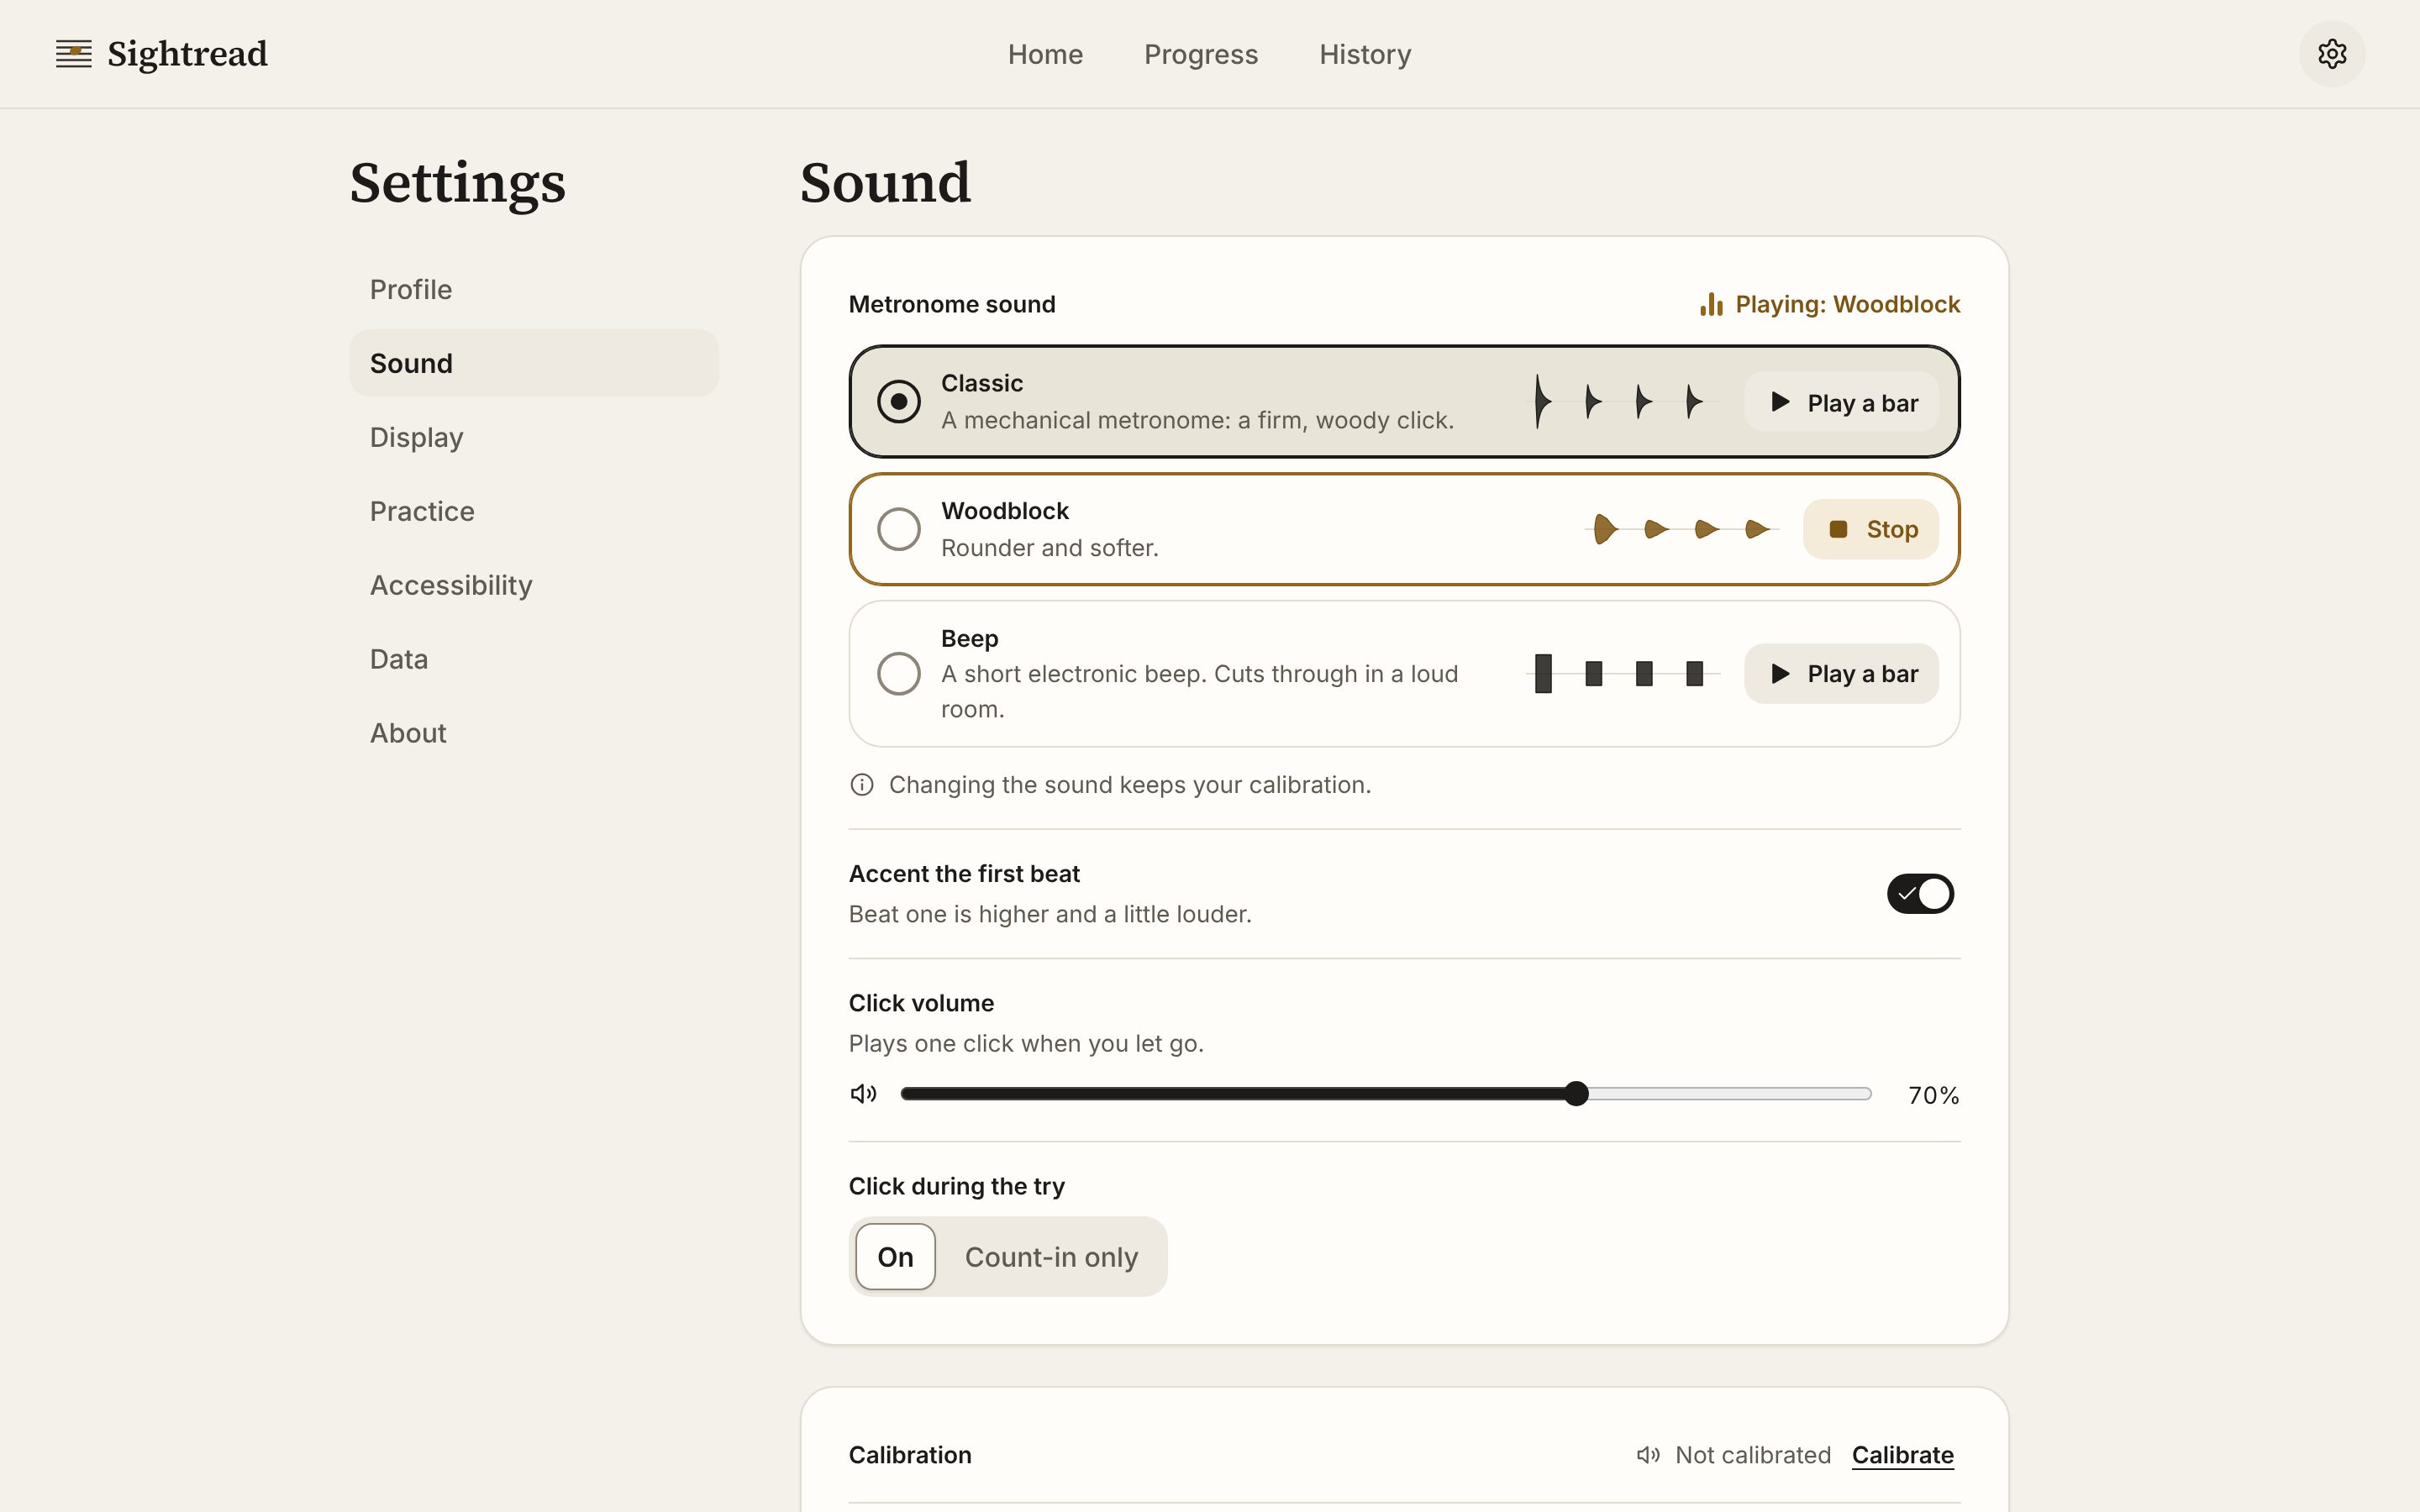 Sightread
Home
Progress
History
Settings
Profile
Sound
Display
Practice
Accessibility
Data
About
Sound
Metronome sound
Playing: Woodblock
Classic
A mechanical metronome: a firm, woody click.
Play a bar
Woodblock
Rounder and softer.
Stop
Beep
A short electronic beep. Cuts through in a loud
room.
Play a bar
Changing the sound keeps your calibration.
Accent the first beat
Beat one is higher and a little louder.
Click volume
Plays one click when you let go.
70%
Click during the try
On
Count-in only
Calibration
Not calibrated
Calibrate